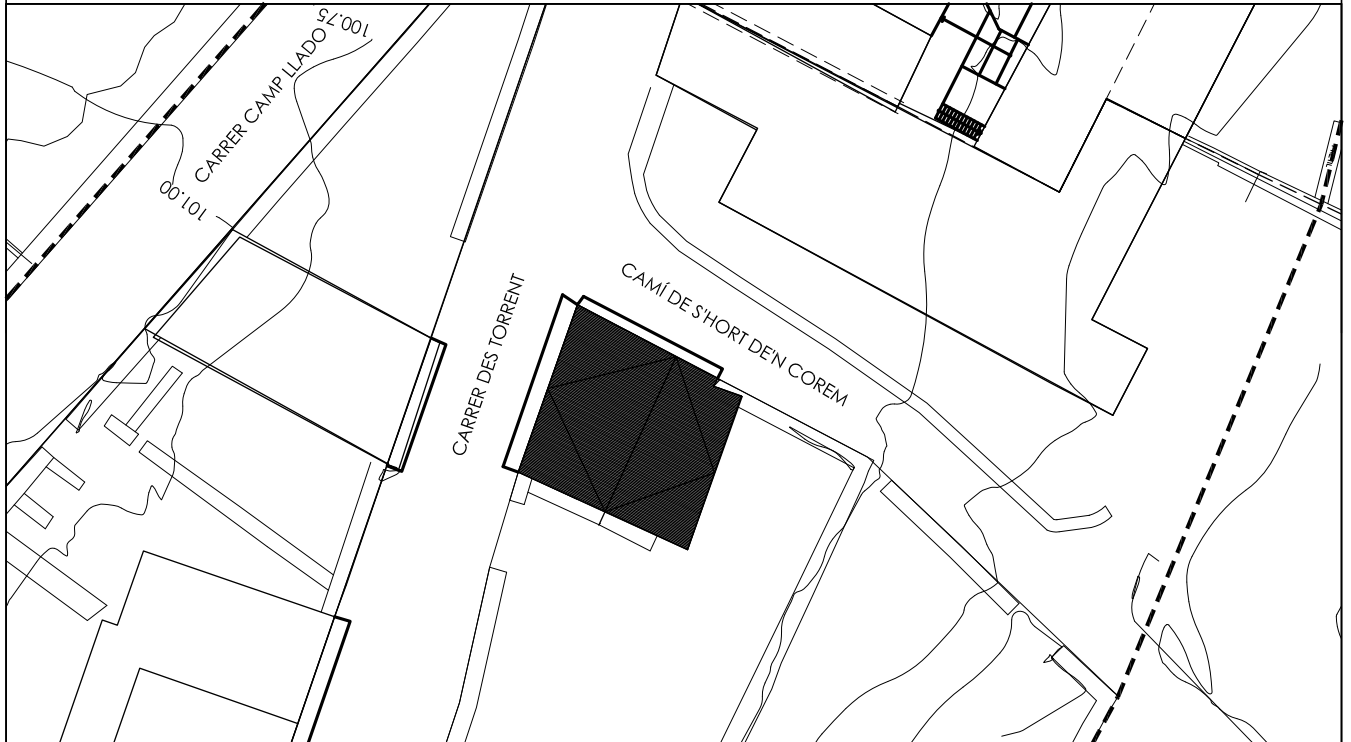 100.75
CARRER CAMP LLADO
101.00
CARRER DES TORRENT
CAMÍ DE S'HORT DE'N COREM